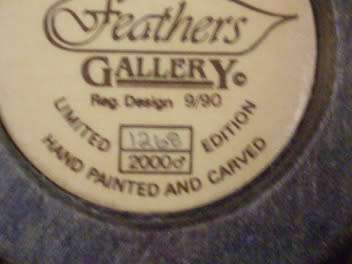 Feathers
GALLERY©
Reg. Design 9/90
LIMITED EDITION
1268
2000
HAND PAINTED AND CARVED